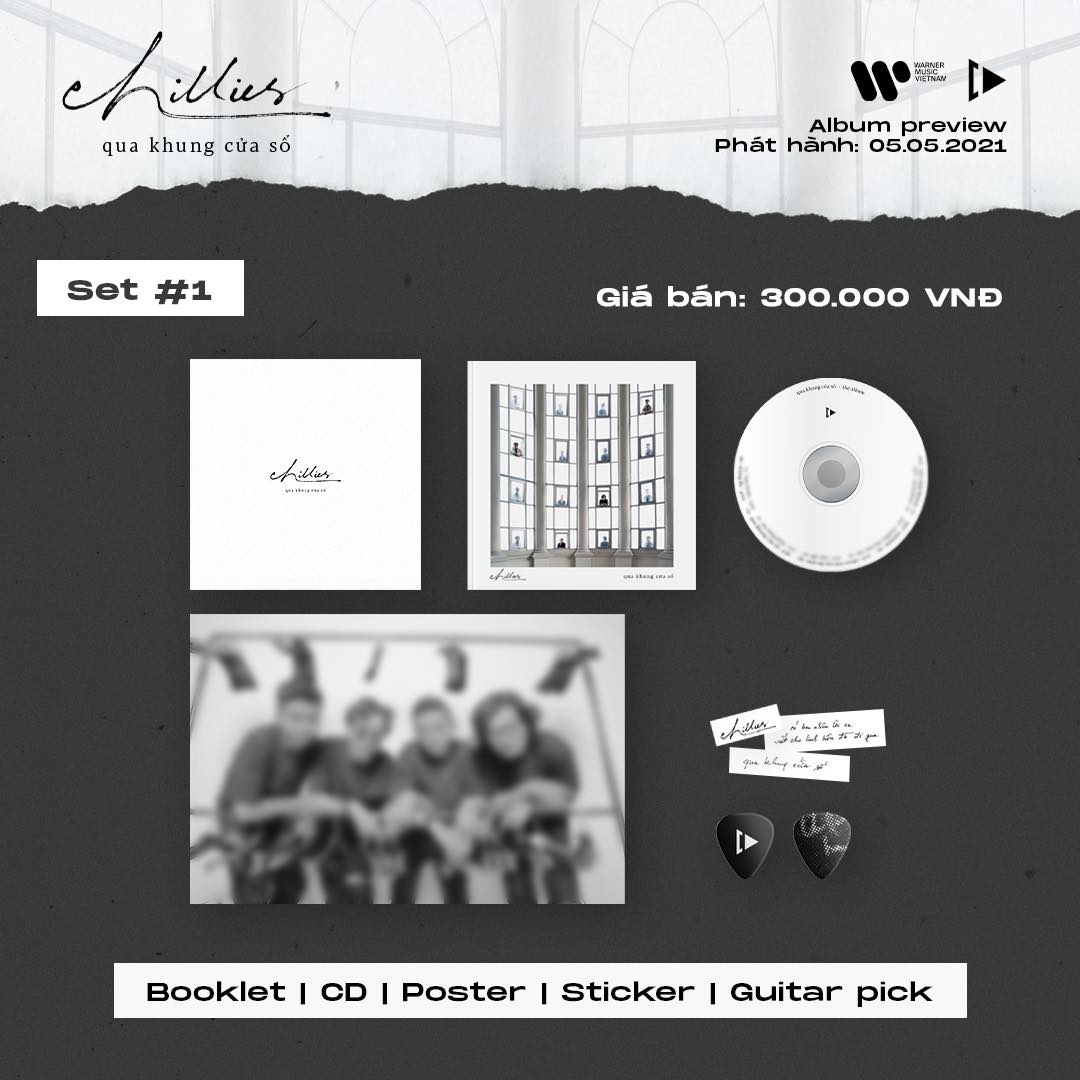 chillies
qua khung cửa sổ
WARNER
MUSIC
VIETNAM
Album preview
Phát hành: 05.05.2021
Set #1
Giá bán: 300.000 VNĐ
chillies
qua khung cửa sổ
chillies
qua khung cửa sổ
qua khung cửa sổ - the album
chillies
qua khung cửa sổ
Booklet | CD | Poster | Sticker | Guitar pick